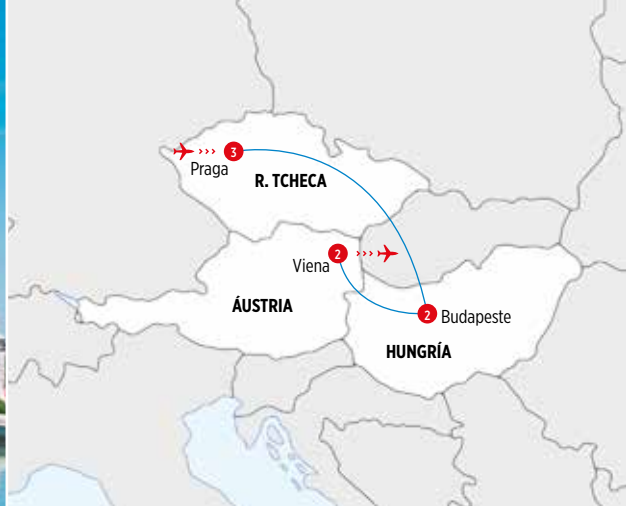 3
Praga
R. TCHECA
2
Viena
ÁUSTRIA
2 Budapeste
HUNGRÍA